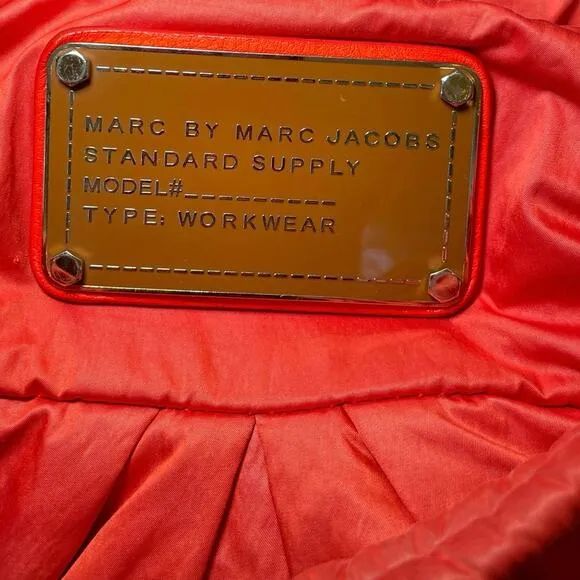 MARC BY MARC JACOBS
STANDARD SUPPLY
MODEL#_________
TYPE: WORKWEAR